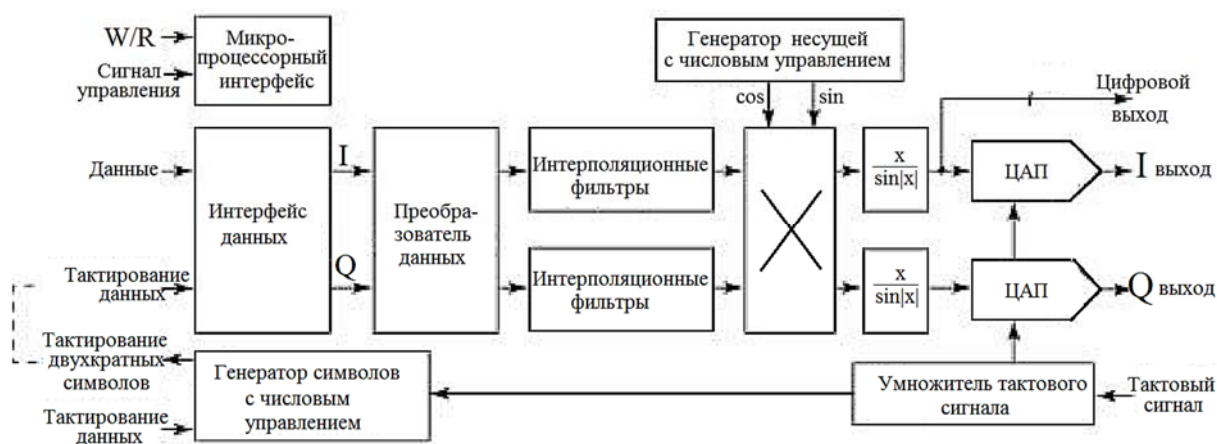 W/R
Сигнал
управления
Микро-
процессорный
интерфейс
Генератор несущей
с числовым управлением
cos
sin
Цифровой
выход
Данные
Тактирование
данных
Интерфейс
данных
I
Q
Преобра-
зователь
данных
Интерполяционные
фильтры
Интерполяционные
фильтры
x
sin|x|
x
sin|x|
ЦАП
I выход
ЦАП
Q выход
Тактирование
двухкратных
символов
Тактирование
данных
Генератор символов
с числовым
управлением
Умножитель тактового
сигнала
Тактовый
сигнал